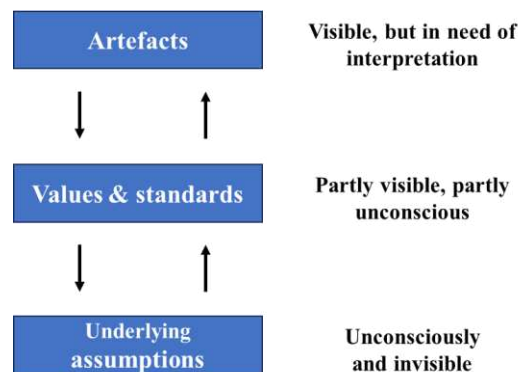 Artefacts
Visible, but in need of
interpretation
Values & standards
Partly visible, partly
unconscious
Underlying
assumptions
Unconsciously
and invisible